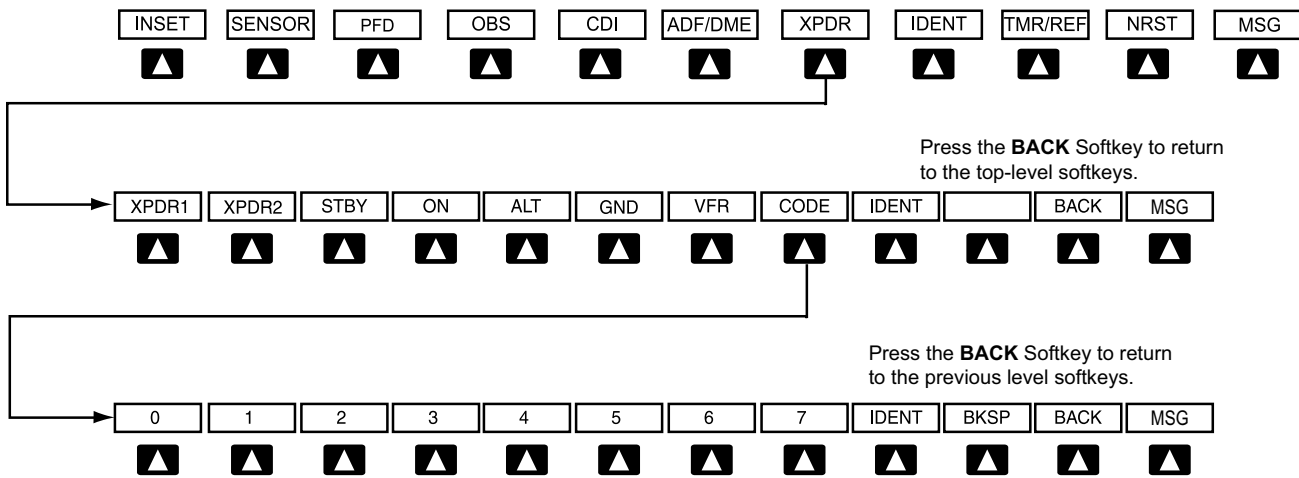 INSET SENSOR PFD OBS CDI ADF/DME XPDR IDENT TMR/REF NRST MSG
Press the BACK Softkey to return
to the top-level softkeys.
XPDR1 XPDR2 STBY ON ALT GND VFR CODE IDENT BACK MSG
Press the BACK Softkey to return
to the previous level softkeys.
0 1 2 3 4 5 6 7 IDENT BKSP BACK MSG